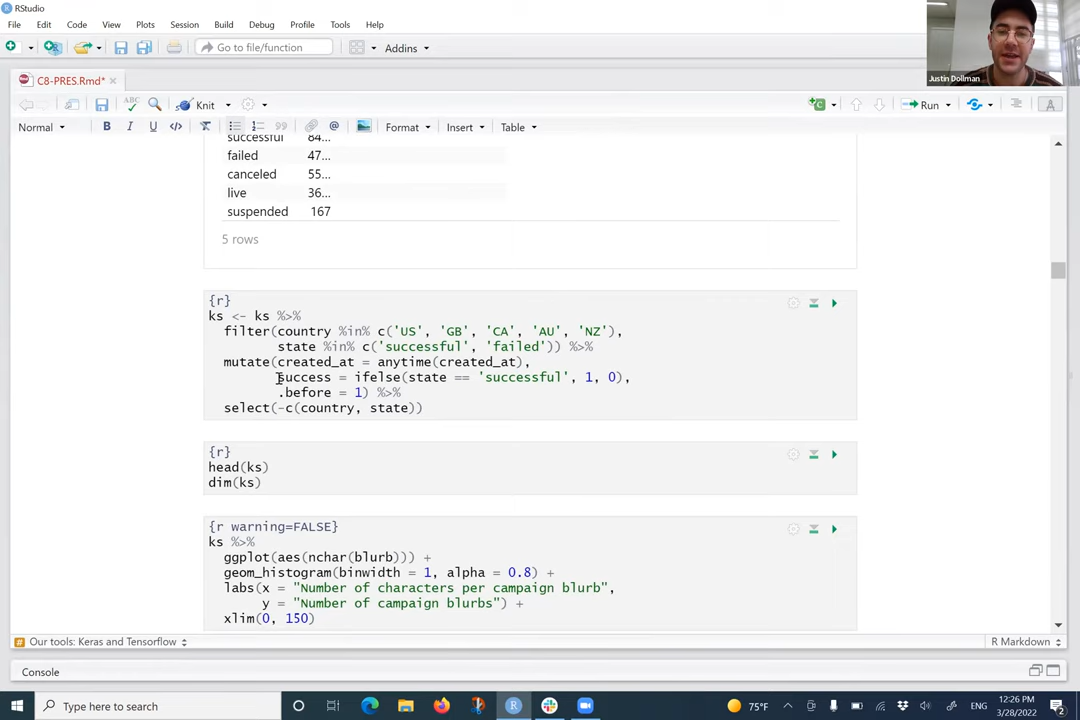 RStudio
File Edit Code View Plots Session Build Debug Profile Tools Help
Go to file/function
Addins
Justin Dollman
C8-PRES.Rmd*
ABC
Knit
Run
Normal
B I U
Format Insert Table
successful 84...
failed 47...
canceled 55...
live 36...
suspended 167
5 rows
{r}
ks <- ks %>%
filter(country %in% c('US', 'GB', 'CA', 'AU', 'NZ'),
state %in% c('successful', 'failed')) %>%
mutate(created_at = anytime(created_at),
success = ifelse(state == 'successful', 1, 0),
.before = 1) %>%
select(-c(country, state))
{r}
head(ks)
dim(ks)
{r warning=FALSE}
ks %>%
ggplot(aes(nchar(blurb))) +
geom_histogram(binwidth = 1, alpha = 0.8) +
labs(x = "Number of characters per campaign blurb",
y = "Number of campaign blurbs") +
xlim(0, 150)
# Our tools: Keras and Tensorflow
R Markdown
Console
Type here to search
75°F
ENG
12:26 PM
3/28/2022
2